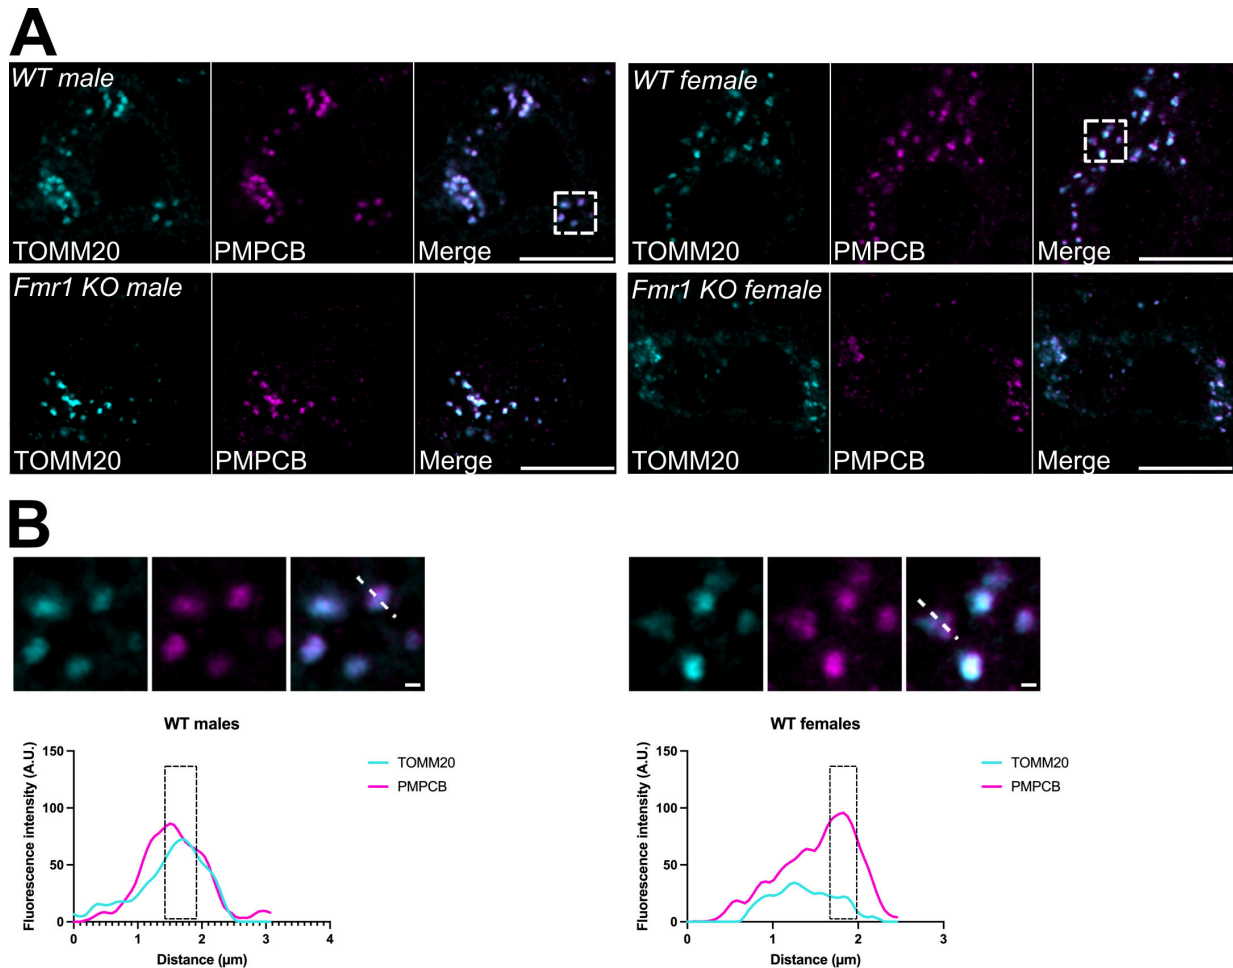 A
WT male
TOMM20
PMPCB
Merge
WT female
TOMM20
PMPCB
Merge
Fmr1 KO male
TOMM20
PMPCB
Merge
Fmr1 KO female
TOMM20
PMPCB
Merge
B
WT males
Fluorescence intensity (A.U.)
150
100
50
0
0 1 2 3 4
Distance (µm)
TOMM20
PMPCB
WT females
Fluorescence intensity (A.U.)
150
100
50
0
0 1 2 3
Distance (µm)
TOMM20
PMPCB